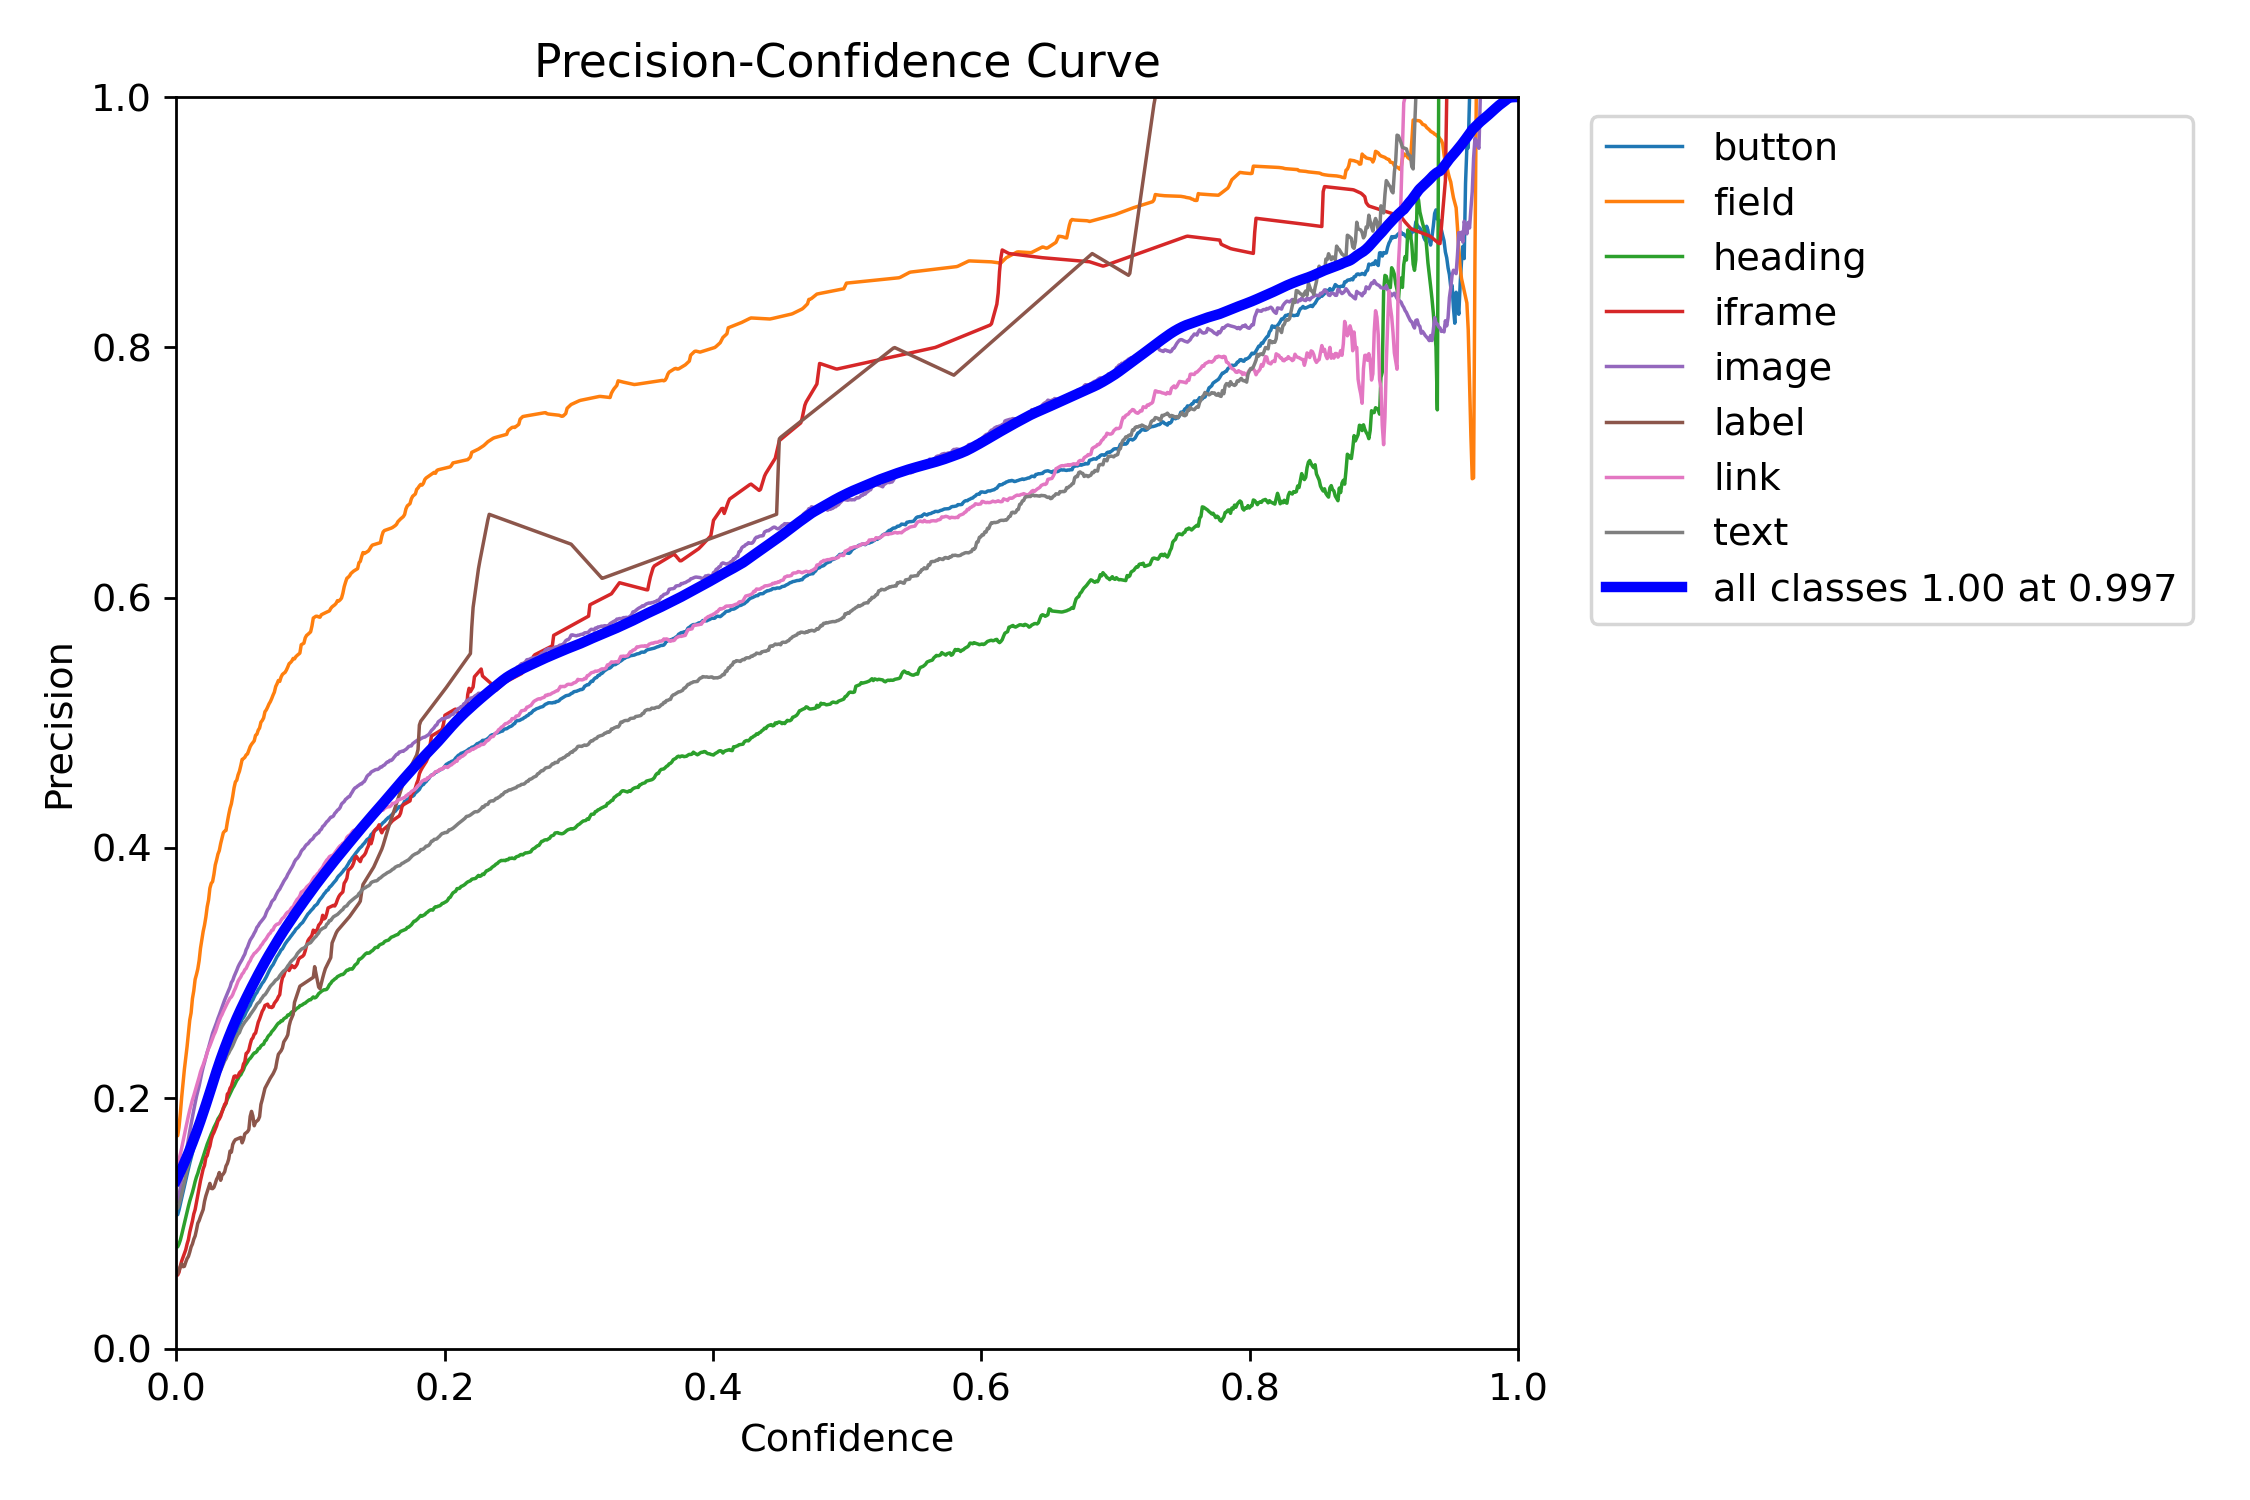 Precision-Confidence Curve
1.0
0.8
0.6
0.4
0.2
0.0
Precision
0.0 0.2 0.4 0.6 0.8 1.0
Confidence
button
field
heading
iframe
image
label
link
text
all classes 1.00 at 0.997